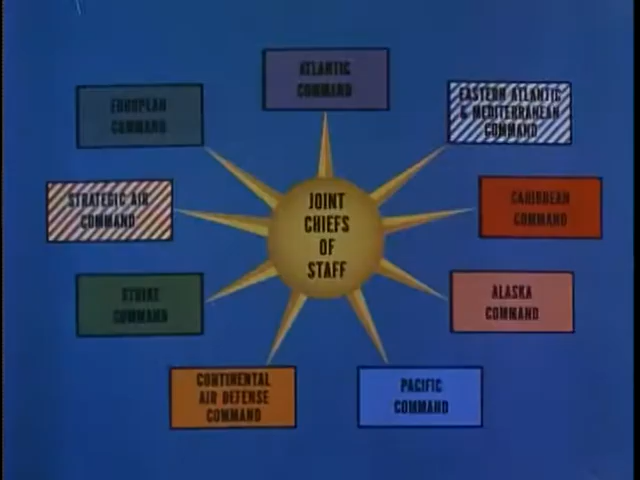 ATLANTIC
COMMAND
EUROPEAN
COMMAND
EASTERN ATLANTIC
& MEDITERRANEAN
COMMAND
STRATEGIC AIR
COMMAND
JOINT
CHIEFS
OF
STAFF
CARIBBEAN
COMMAND
STRIKE
COMMAND
ALASKA
COMMAND
CONTINENTAL
AIR DEFENSE
COMMAND
PACIFIC
COMMAND